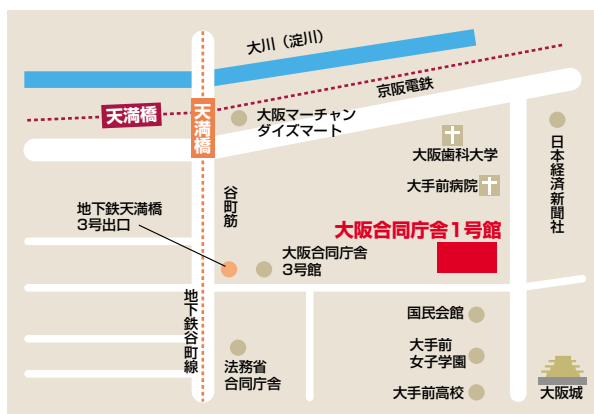 大川（淀川）
京阪電鉄
天満橋
天満橋
大阪マーチャン
ダイズマート
大阪歯科大学
日本経済新聞社
大手前病院
谷町筋
地下鉄天満橋
3号出口
大阪合同庁舎1号館
大阪合同庁舎
3号館
地下鉄谷町線
国民会館
大手前
女子学園
法務省
合同庁舎
大手前高校
大阪城